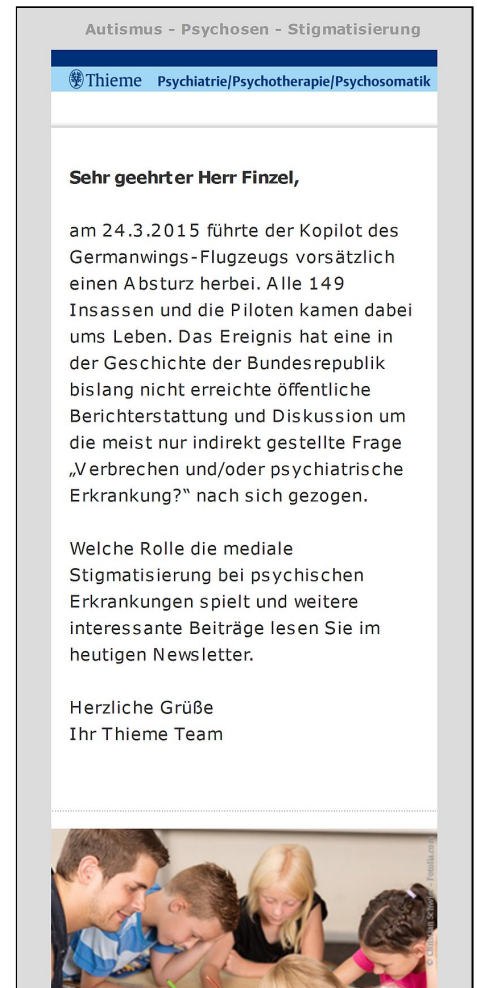 Autismus - Psychosen - Stigmatisierung
Thieme Psychiatrie/Psychotherapie/Psychosomatik
Sehr geehrter Herr Finzel,
am 24.3.2015 führte der Kopilot des
Germanwings-Flugzeugs vorsätzlich
einen Absturz herbei. Alle 149
Insassen und die Piloten kamen dabei
ums Leben. Das Ereignis hat eine in
der Geschichte der Bundesrepublik
bislang nicht erreichte öffentliche
Berichterstattung und Diskussion um
die meist nur indirekt gestellte Frage
„Verbrechen und/oder psychiatrische
Erkrankung?“ nach sich gezogen.
Welche Rolle die mediale
Stigmatisierung bei psychischen
Erkrankungen spielt und weitere
interessante Beiträge lesen Sie im
heutigen Newsletter.
Herzliche Grüße
Ihr Thieme Team
© Christian Schwier - Fotolia.com